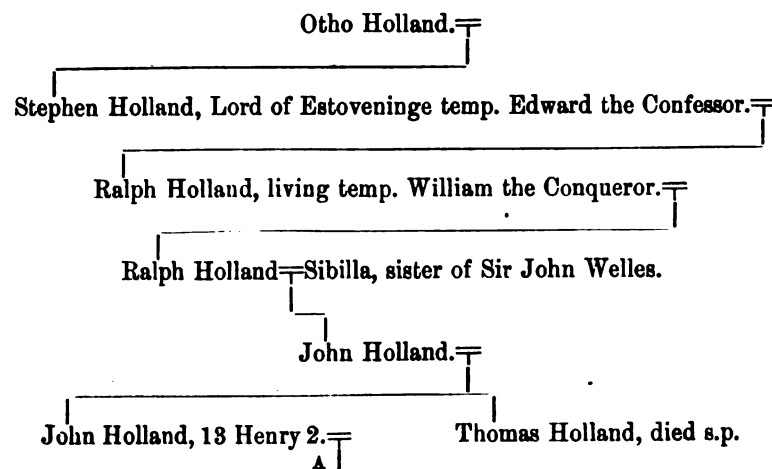 Otho Holland.
Stephen Holland, Lord of Estoveninge temp. Edward the Confessor.
Ralph Holland, living temp. William the Conqueror.
Ralph Holland=Sibilla, sister of Sir John Welles.
John Holland.
John Holland, 13 Henry 2. Thomas Holland, died s.p.
A